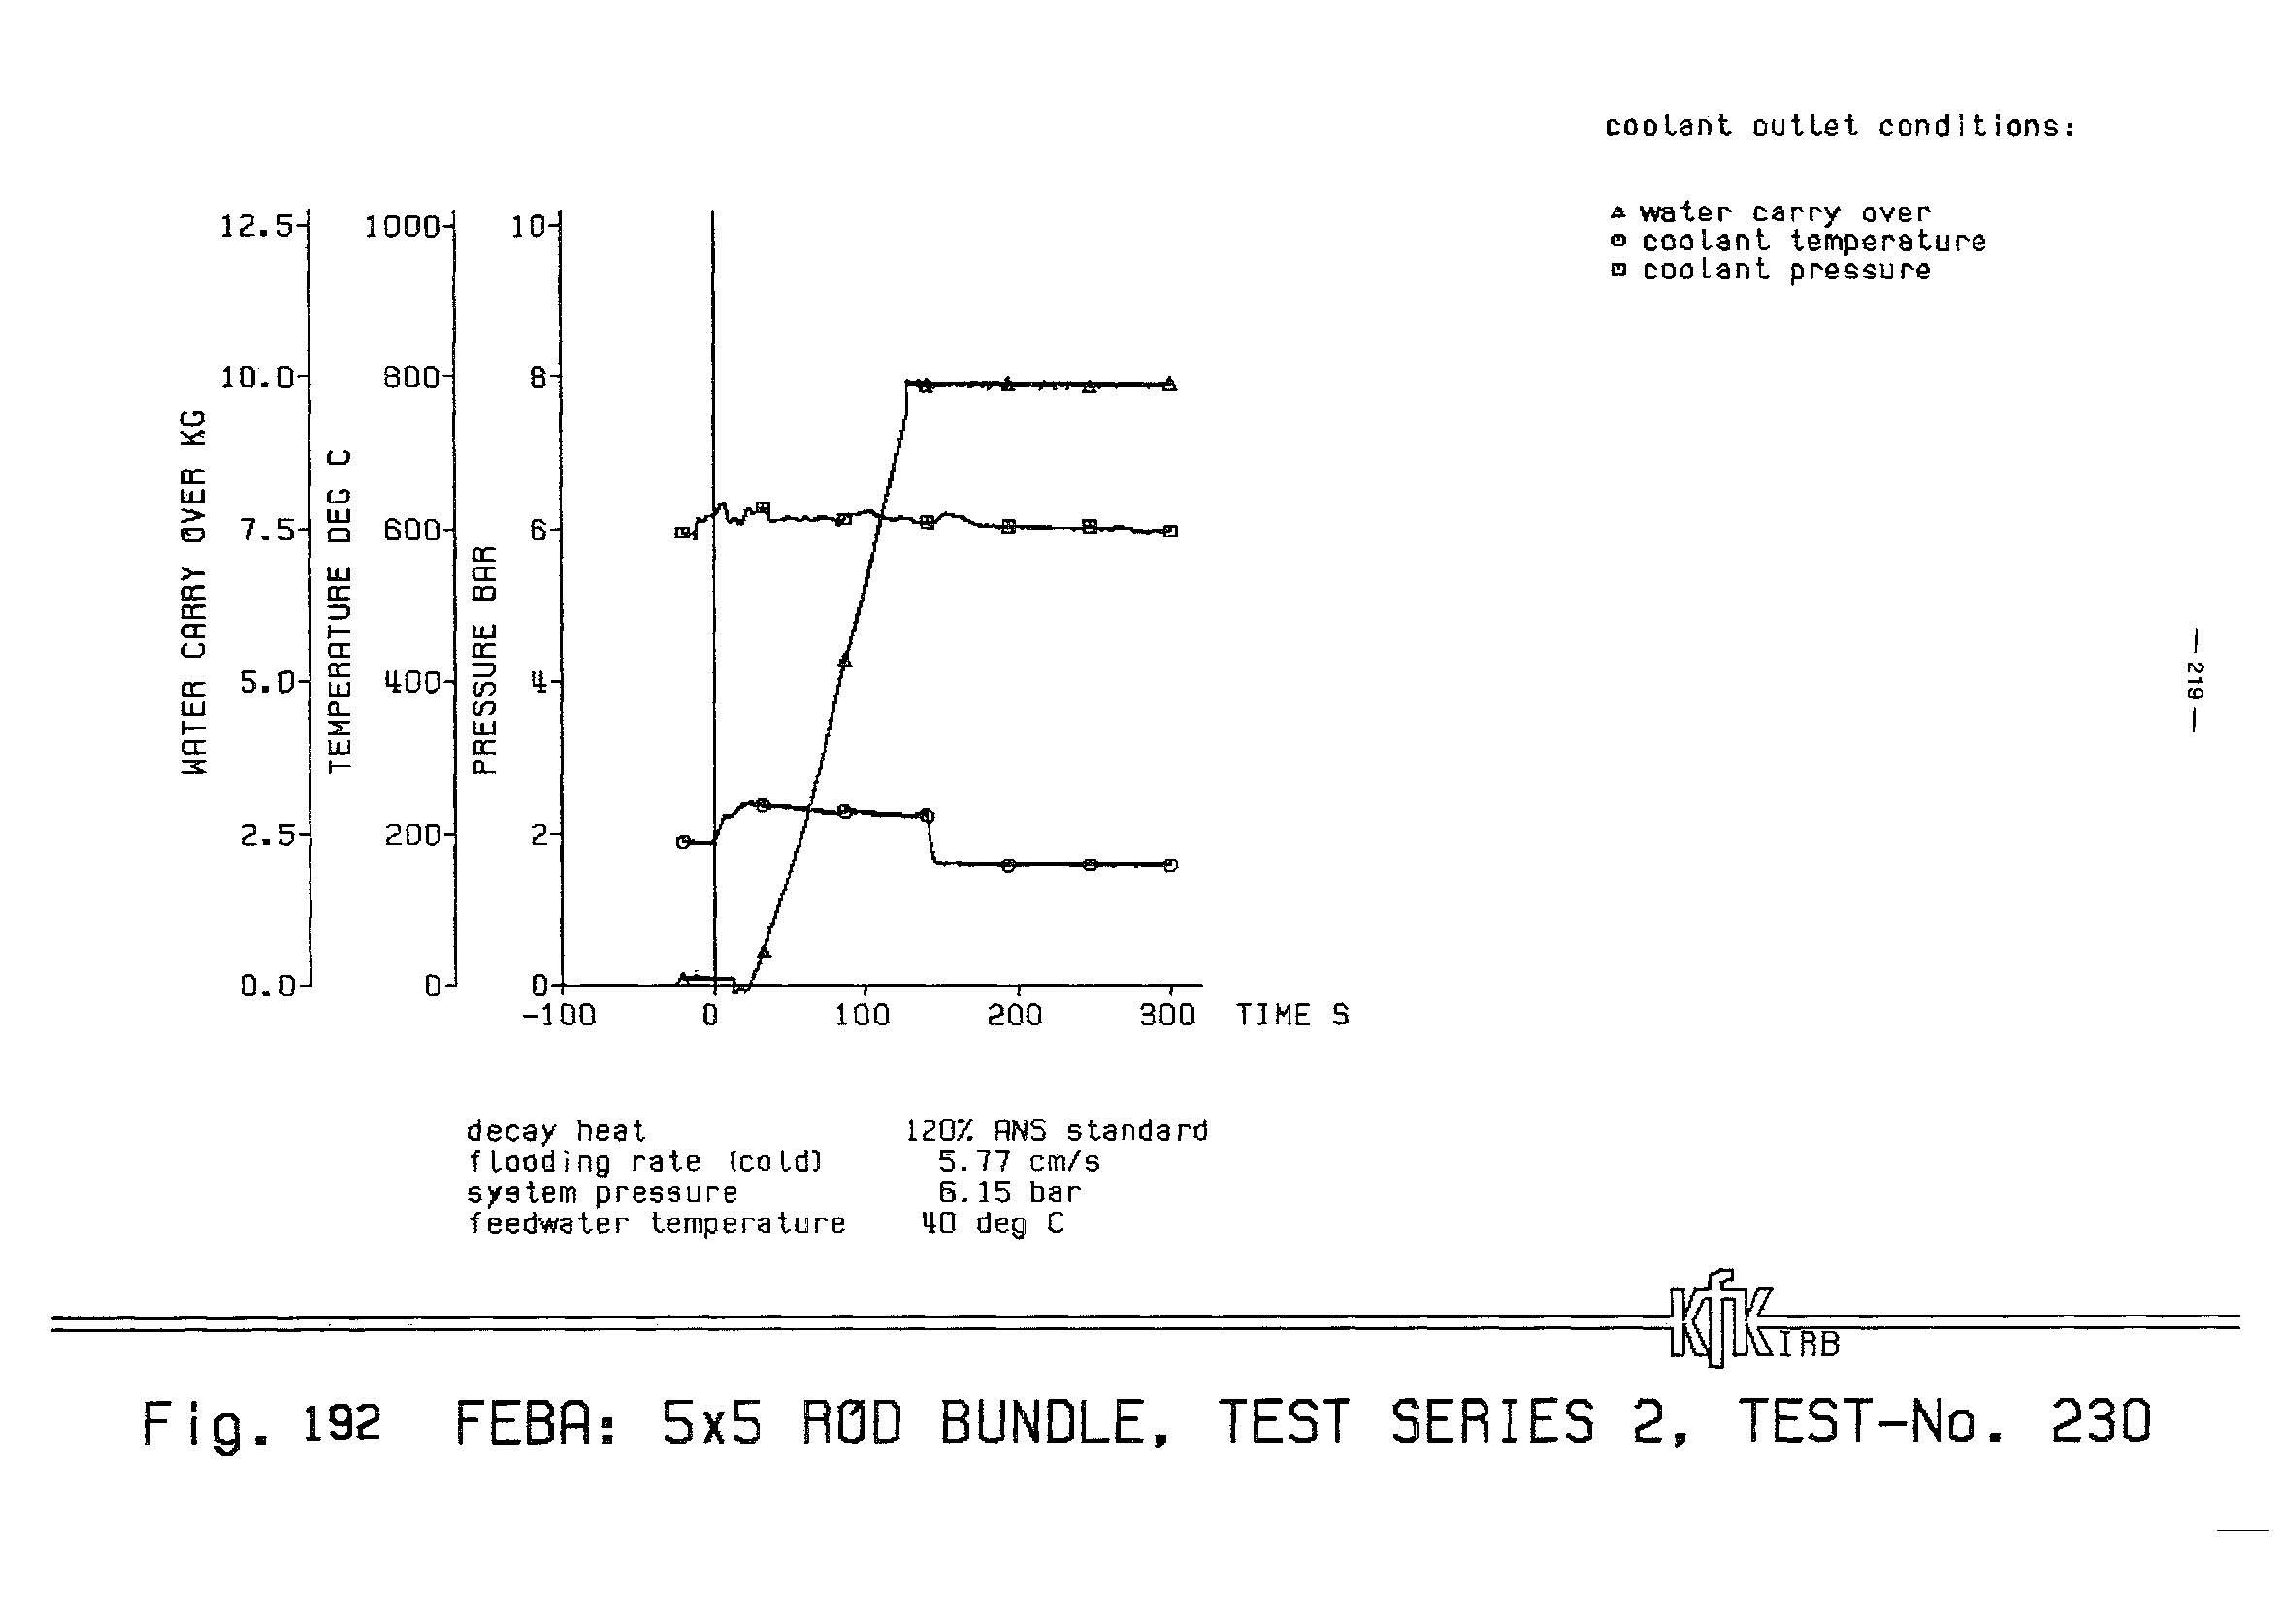 coolant outlet conditions:
water carry over
coolant temperature
coolant pressure
12.5 1000 10
10.0 800 8
7.5 600 6
5.0 400 4
2.5 200 2
0.0 0 0
WATER CARRY OVER KG
TEMPERATURE DEG C
PRESSURE BAR
-100 0 100 200 300 TIME S
— 219 —
decay heat 120% ANS standard
flooding rate (cold) 5.77 cm/s
system pressure 6.15 bar
feedwater temperature 40 deg C
KfK IRB
Fig. 192 FEBA: 5x5 RØD BUNDLE, TEST SERIES 2, TEST-No. 230